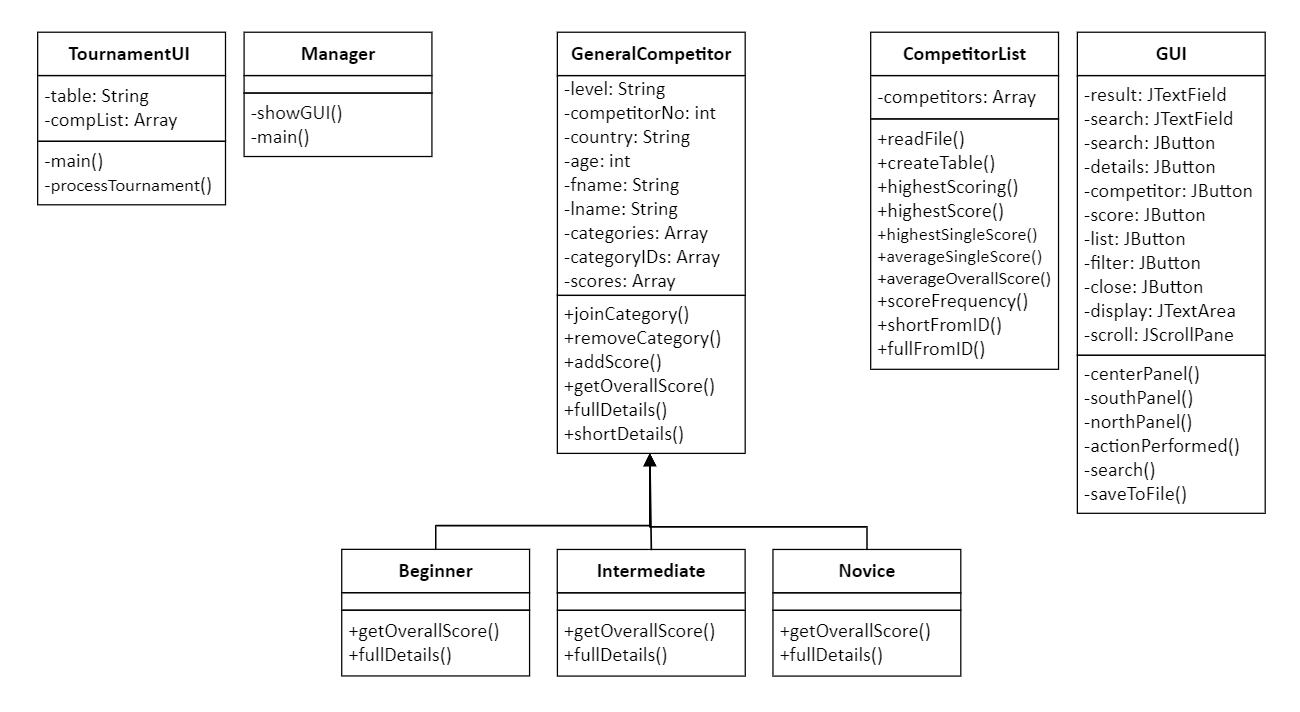 TournamentUI
-table: String
-compList: Array
-main()
-processTournament()
Manager
-showGUI()
-main()
GeneralCompetitor
-level: String
-competitorNo: int
-country: String
-age: int
-fname: String
-lname: String
-categories: Array
-categoryIDs: Array
-scores: Array
+joinCategory()
+removeCategory()
+addScore()
+getOverallScore()
+fullDetails()
+shortDetails()
CompetitorList
-competitors: Array
+readFile()
+createTable()
+highestScoring()
+highestScore()
+highestSingleScore()
+averageSingleScore()
+averageOverallScore()
+scoreFrequency()
+shortFromID()
+fullFromID()
GUI
-result: JTextField
-search: JTextField
-search: JButton
-details: JButton
-competitor: JButton
-score: JButton
-list: JButton
-filter: JButton
-close: JButton
-display: JTextArea
-scroll: JScrollPane
-centerPanel()
-southPanel()
-northPanel()
-actionPerformed()
-search()
-saveToFile()
Beginner
+getOverallScore()
+fullDetails()
Intermediate
+getOverallScore()
+fullDetails()
Novice
+getOverallScore()
+fullDetails()